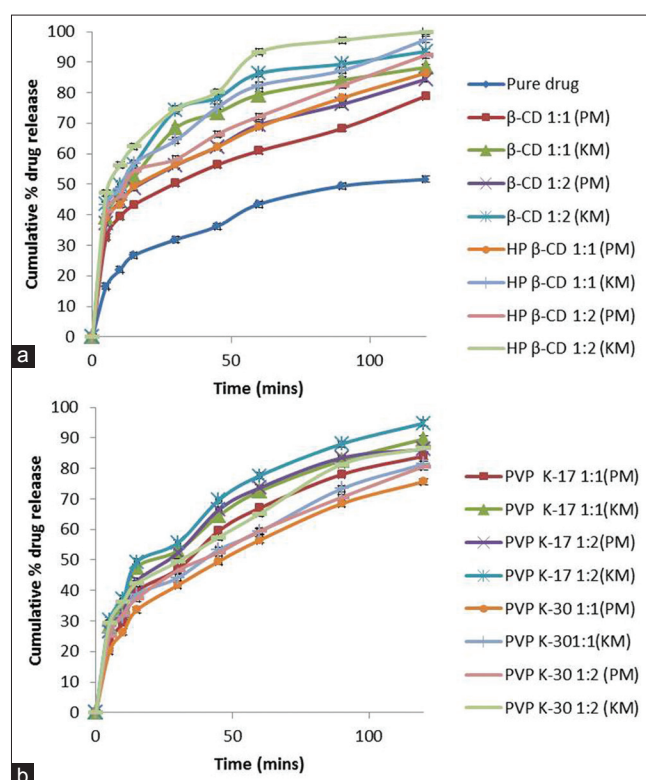 100
90
80
70
60
50
40
30
20
10
0
Cumulative % drug releaase
0
50
100
Time (mins)
Pure drug
β-CD 1:1 (PM)
β-CD 1:1 (KM)
β-CD 1:2 (PM)
β-CD 1:2 (KM)
HP β-CD 1:1 (PM)
HP β-CD 1:1 (KM)
HP β-CD 1:2 (PM)
HP β-CD 1:2 (KM)
a
100
90
80
70
60
50
40
30
20
10
0
Cumulative % drug releaase
0
50
100
Time (mins)
PVP K-17 1:1(PM)
PVP K-17 1:1(KM)
PVP K-17 1:2(PM)
PVP K-17 1:2(KM)
PVP K-30 1:1(PM)
PVP K-301:1(KM)
PVP K-30 1:2 (PM)
PVP K-30 1:2 (KM)
b